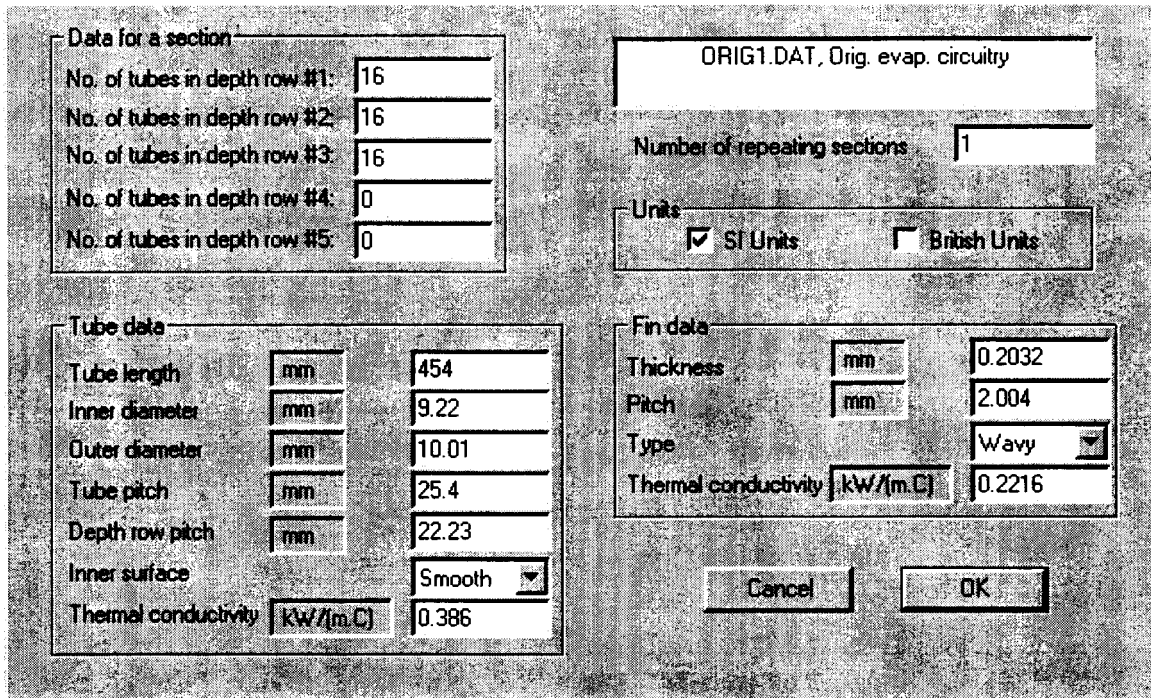 Data for a section
No. of tubes in depth row #1: 16
No. of tubes in depth row #2: 16
No. of tubes in depth row #3: 16
No. of tubes in depth row #4: 0
No. of tubes in depth row #5: 0
ORIG1.DAT, Orig. evap. circuitry
Number of repeating sections 1
Units
SI Units British Units
Tube data
Tube length mm 454
Inner diameter mm 9.22
Outer diameter mm 10.01
Tube pitch mm 25.4
Depth row pitch mm 22.23
Inner surface Smooth
Thermal conductivity kW/(m.C) 0.386
Fin data
Thickness mm 0.2032
Pitch mm 2.004
Type Wavy
Thermal conductivity kW/(m.C) 0.2216
Cancel OK